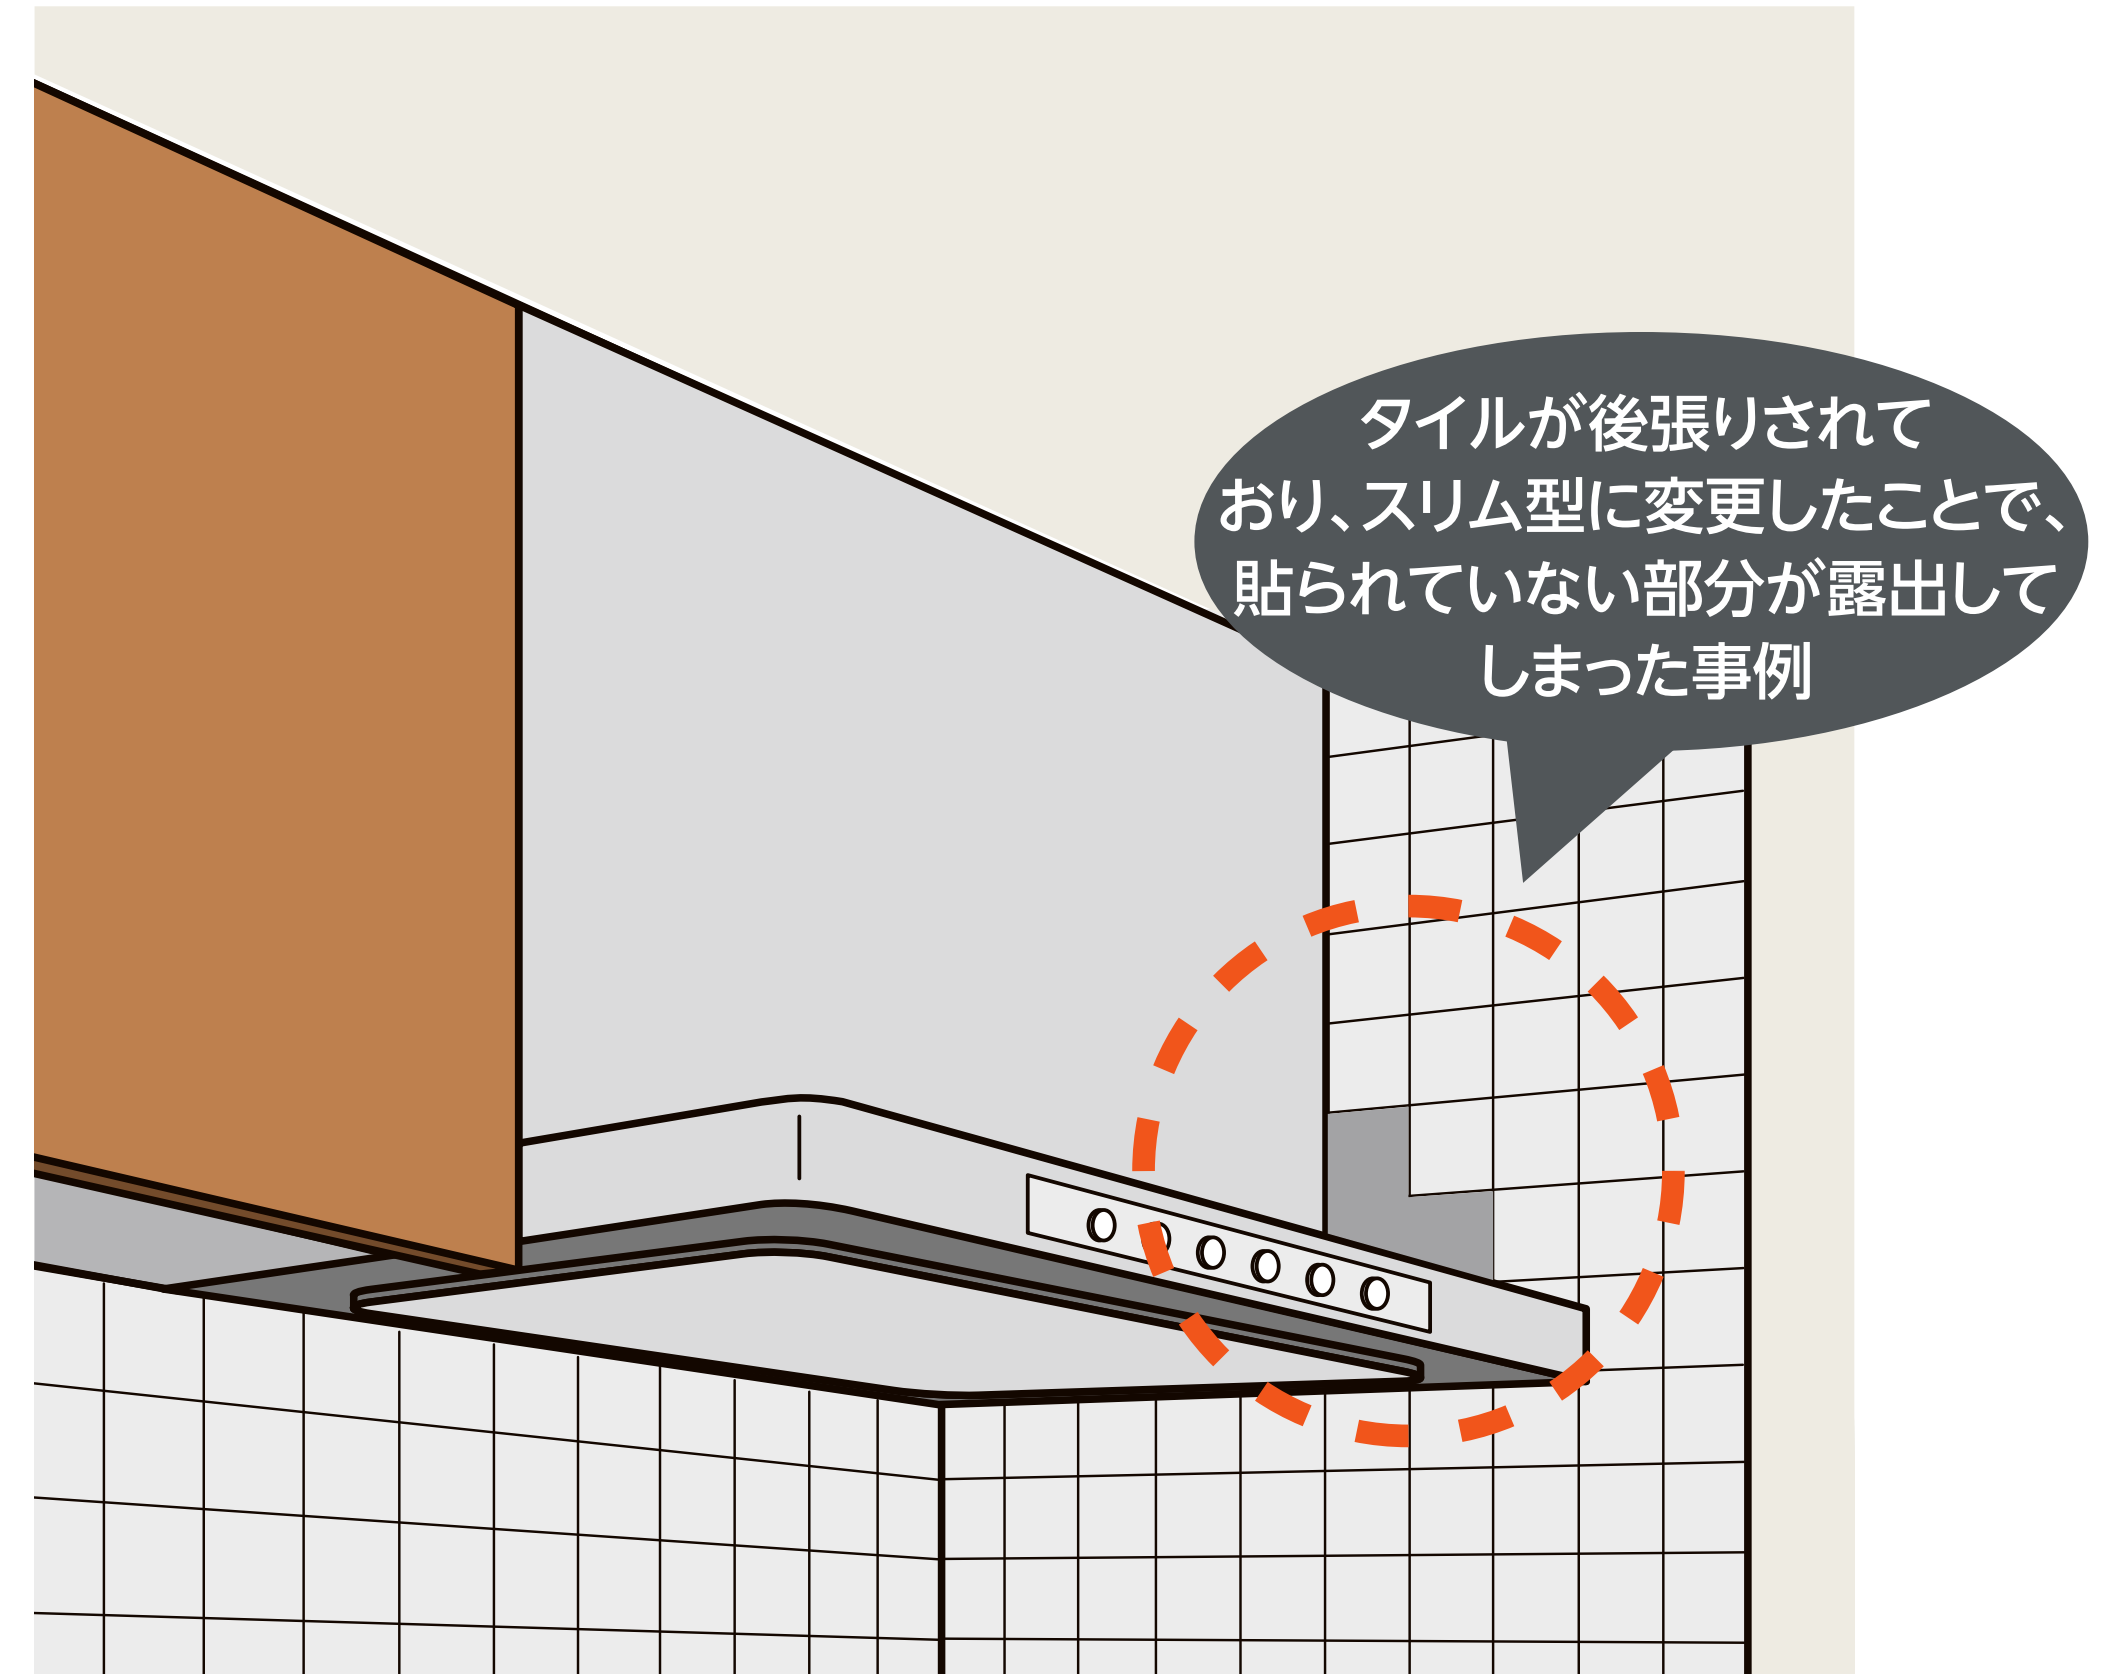 タイルが後張りされて
おり、スリム型に変更したことで、
貼られていない部分が露出して
しまった事例